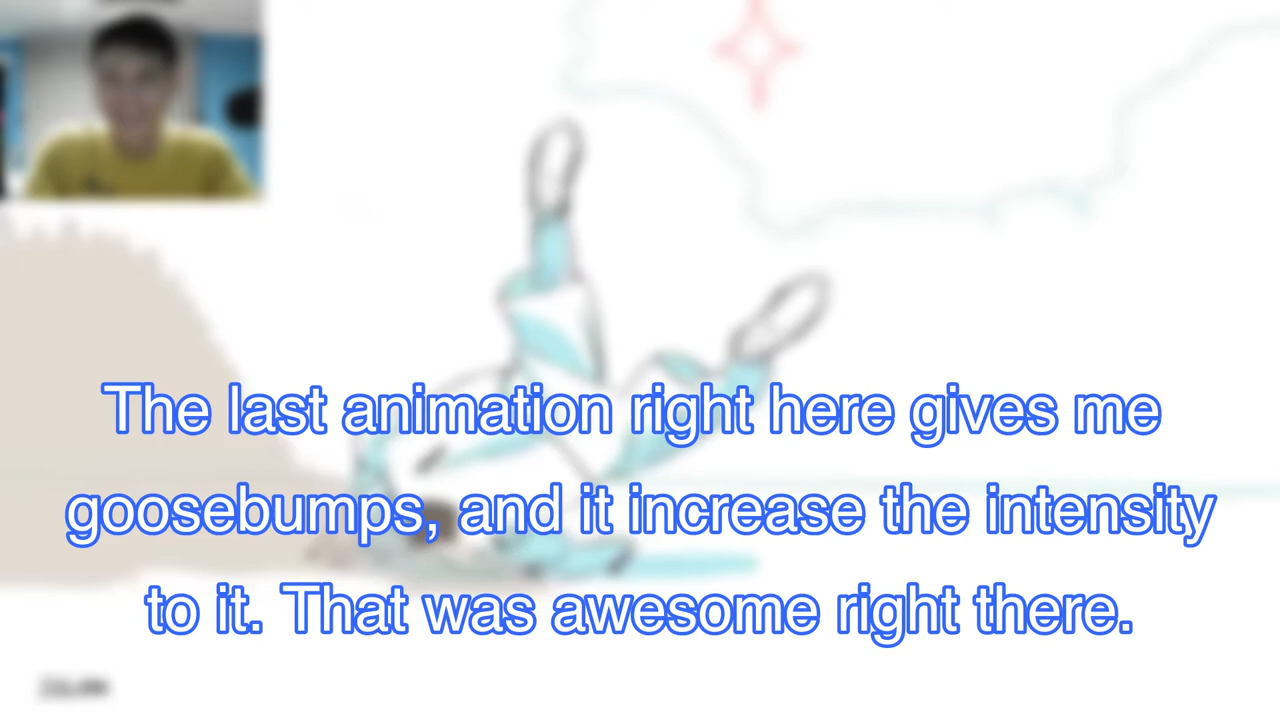 The last animation right here gives me
goosebumps, and it increase the intensity
to it. That was awesome right there.